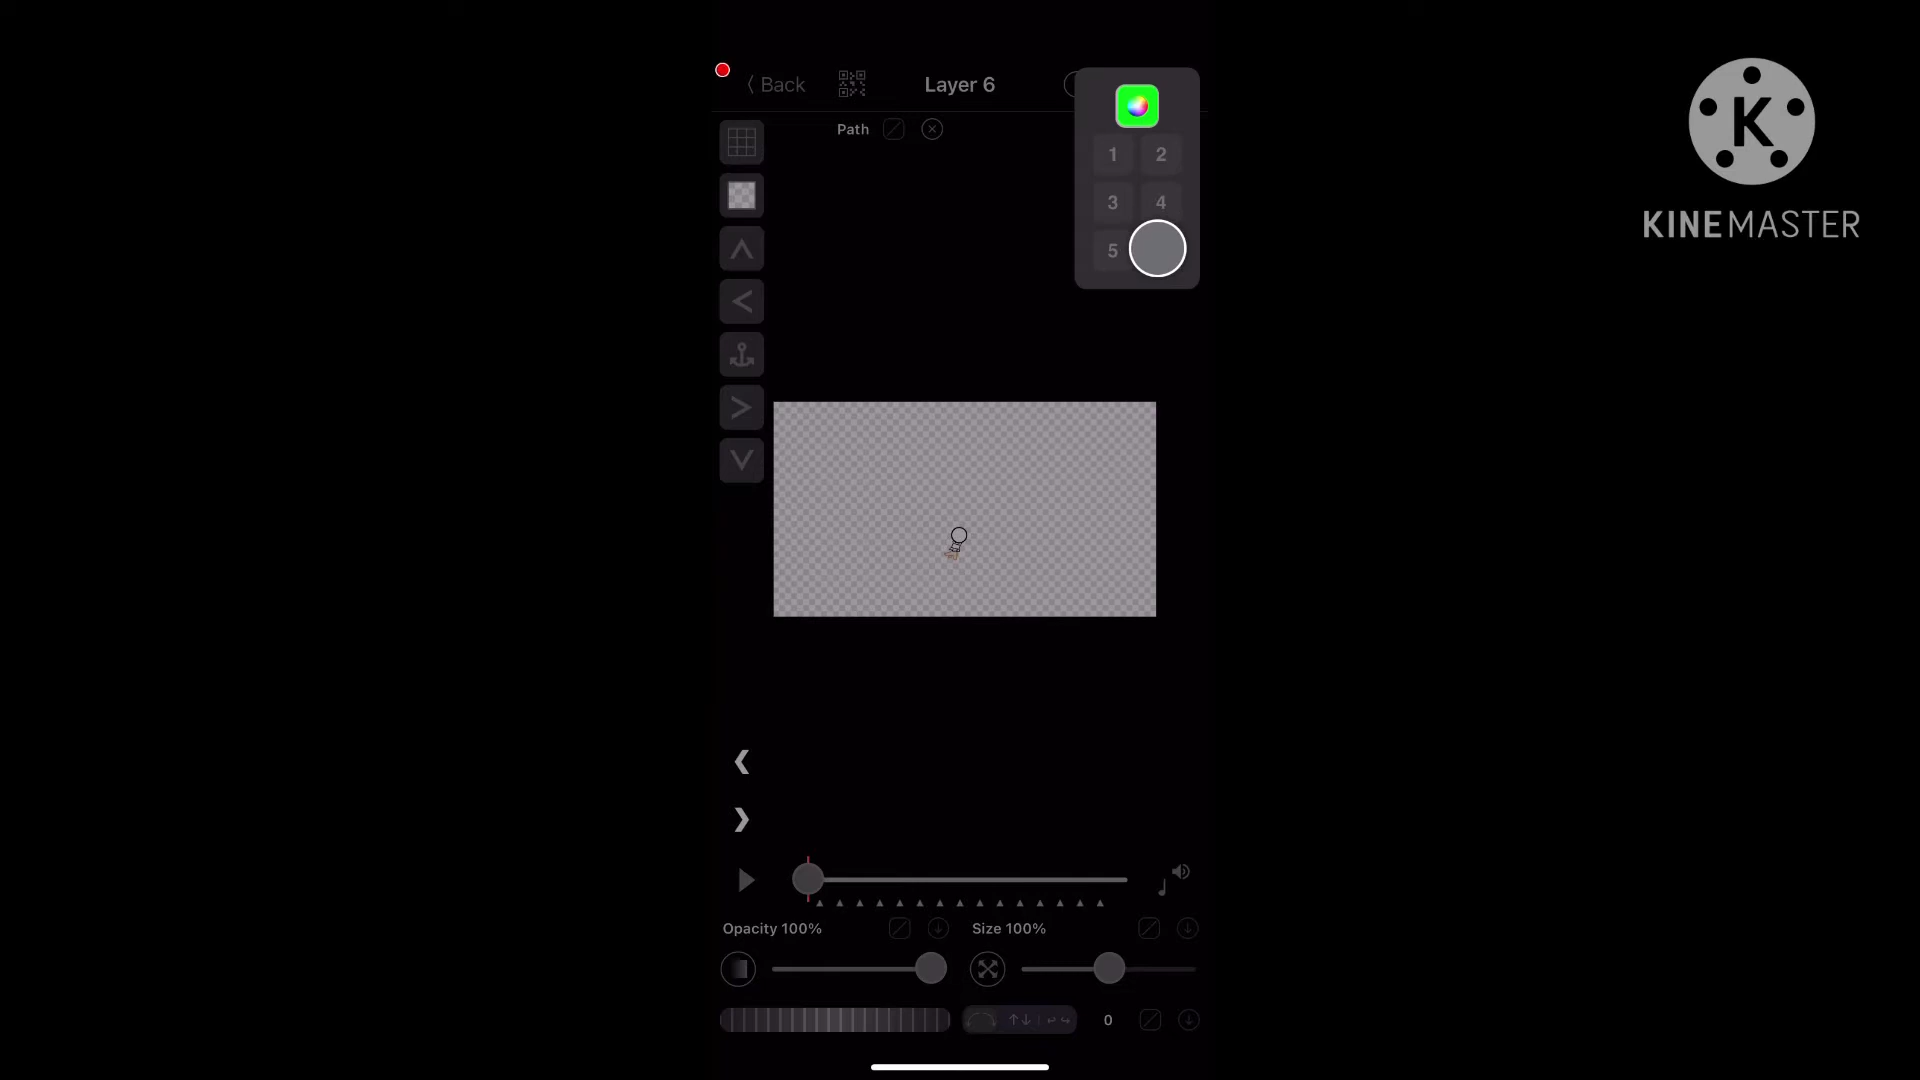 Back
Layer 6
Path
1 2
3 4
5
K
KINEMASTER
Opacity 100%
Size 100%
0